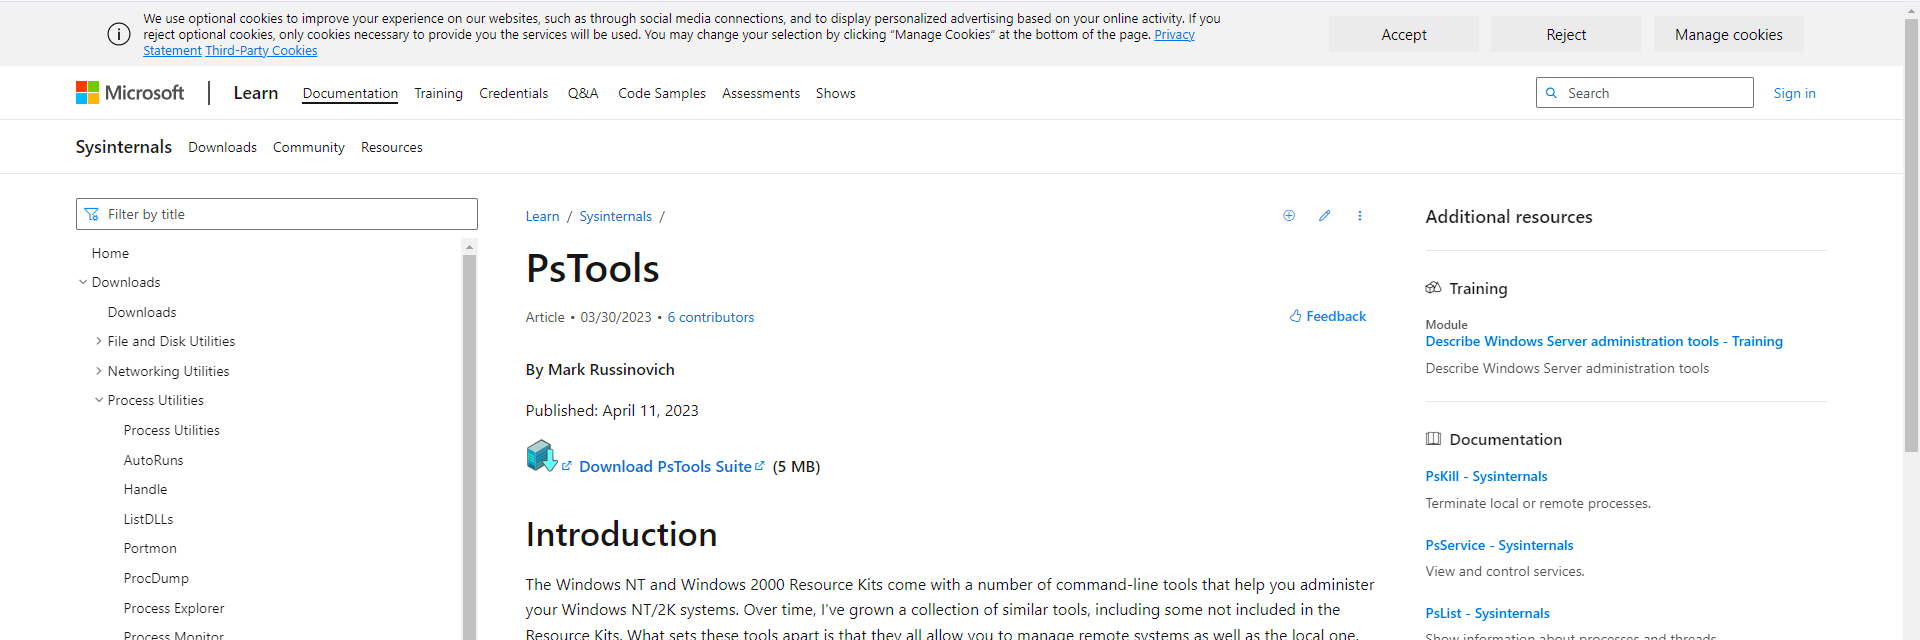 We use optional cookies to improve your experience on our websites, such as through social media connections, and to display personalized advertising based on your online activity. If you
reject optional cookies, only cookies necessary to provide you the services will be used. You may change your selection by clicking “Manage Cookies” at the bottom of the page. Privacy
Statement Third-Party Cookies
Accept
Reject
Manage cookies
Microsoft
Learn
Documentation
Training
Credentials
Q&A
Code Samples
Assessments
Shows
Search
Sign in
Sysinternals
Downloads
Community
Resources
Filter by title
Home
Downloads
Downloads
File and Disk Utilities
Networking Utilities
Process Utilities
Process Utilities
AutoRuns
Handle
ListDLLs
Portmon
ProcDump
Process Explorer
Process Monitor
Learn / Sysinternals /
PsTools
Article • 03/30/2023 • 6 contributors
Feedback
By Mark Russinovich
Published: April 11, 2023
Download PsTools Suite (5 MB)
Introduction
The Windows NT and Windows 2000 Resource Kits come with a number of command-line tools that help you administer
your Windows NT/2K systems. Over time, I've grown a collection of similar tools, including some not included in the
Resource Kits. What sets these tools apart is that they all allow you to manage remote systems as well as the local one.
Additional resources
Training
Module
Describe Windows Server administration tools - Training
Describe Windows Server administration tools
Documentation
PsKill - Sysinternals
Terminate local or remote processes.
PsService - Sysinternals
View and control services.
PsList - Sysinternals
Show information about processes and threads.